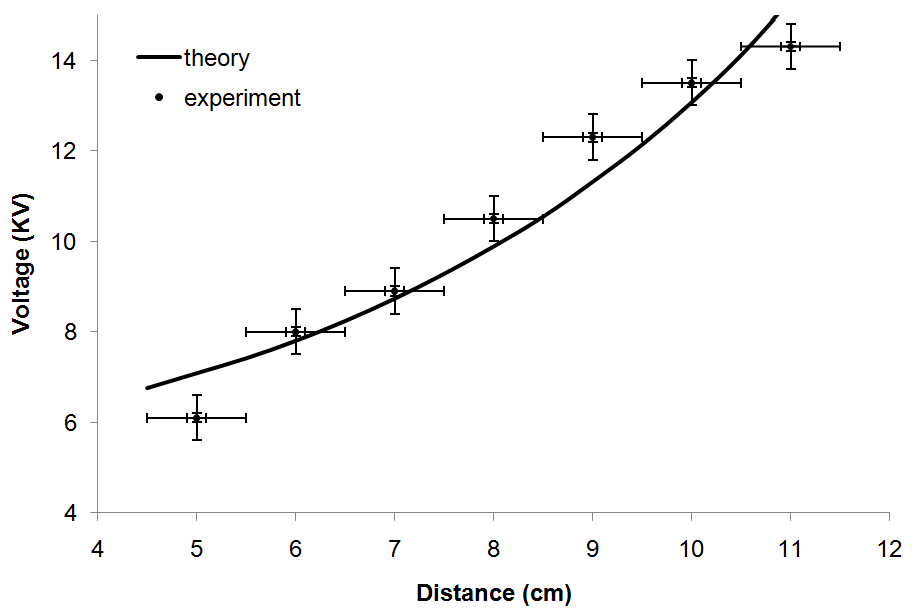 theory
experiment
14
12
10
8
6
4
Voltage (KV)
4 5 6 7 8 9 10 11 12
Distance (cm)